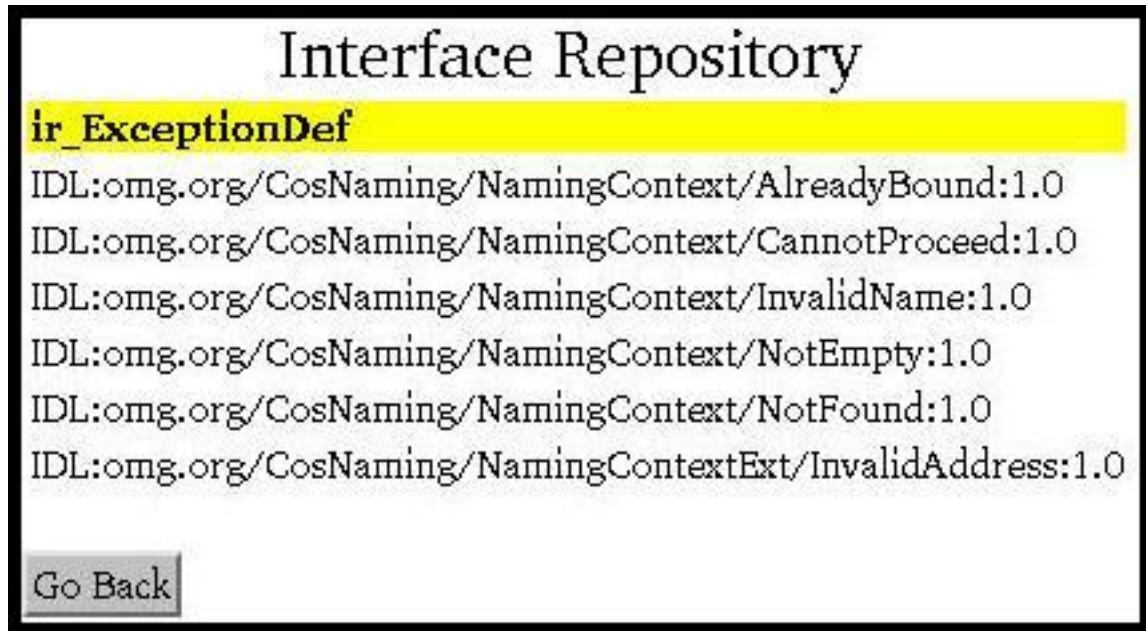 Interface Repository
ir_ExceptionDef
IDL:omg.org/CosNaming/NamingContext/AlreadyBound:1.0
IDL:omg.org/CosNaming/NamingContext/CannotProceed:1.0
IDL:omg.org/CosNaming/NamingContext/InvalidName:1.0
IDL:omg.org/CosNaming/NamingContext/NotEmpty:1.0
IDL:omg.org/CosNaming/NamingContext/NotFound:1.0
IDL:omg.org/CosNaming/NamingContextExt/InvalidAddress:1.0
Go Back